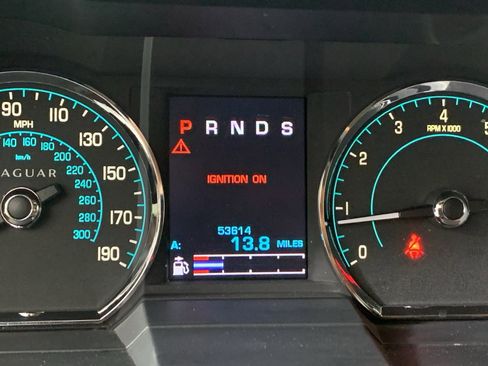 90 110 130 150 170 190
MPH
140 160 180 200 220 240 260 280 300
km/h
AGUAR
P R N D S
IGNITION ON
53614
A: 13.8 MILES
0 1 2 3 4 5
RPM X 1000